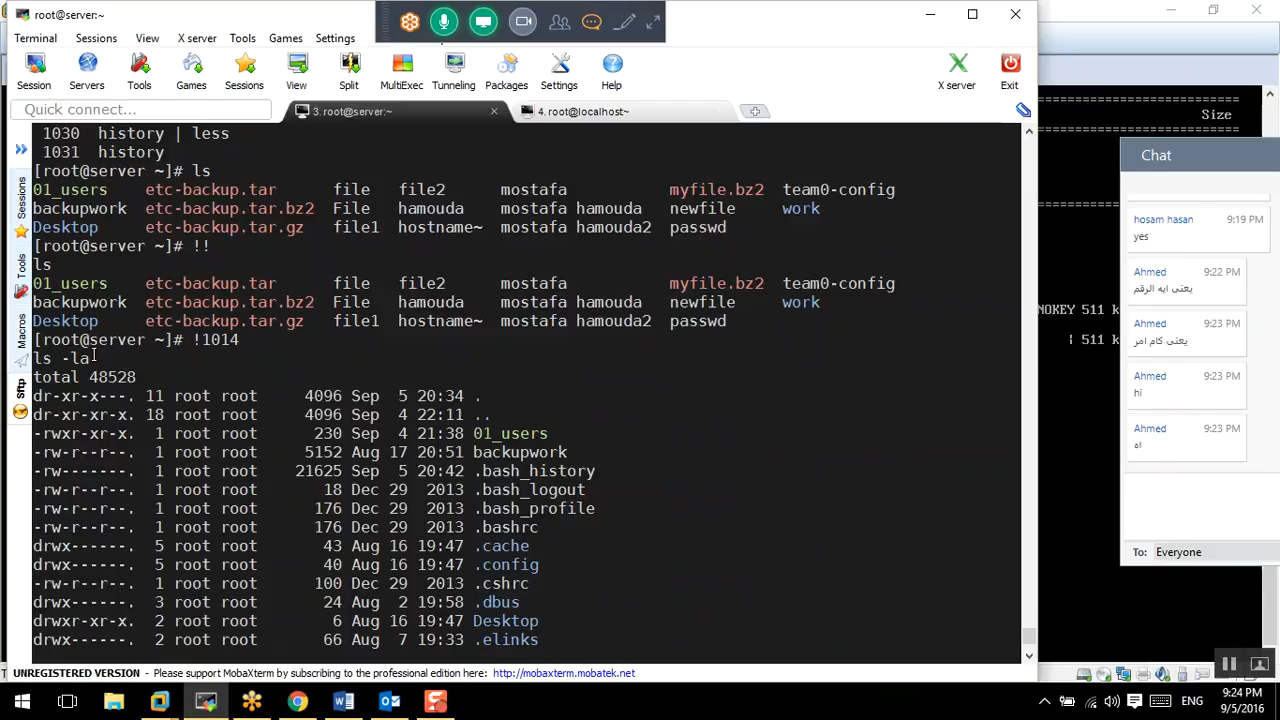 root@server:~
Terminal Sessions View X server Tools Games Settings
Session Servers Tools Games Sessions View Split MultiExec Tunneling Packages Settings Help X server Exit
Quick connect...
3. root@server:~
4. root@localhost~
Sessions
Tools
Macros
Sftp
1030 history | less
1031 history
[root@server ~]# ls
01_users etc-backup.tar file file2 mostafa myfile.bz2 team0-config
backupwork etc-backup.tar.bz2 File hamouda mostafa hamouda newfile work
Desktop etc-backup.tar.gz file1 hostname~ mostafa hamouda2 passwd
[root@server ~]# !!
ls
01_users etc-backup.tar file file2 mostafa myfile.bz2 team0-config
backupwork etc-backup.tar.bz2 File hamouda mostafa hamouda newfile work
Desktop etc-backup.tar.gz file1 hostname~ mostafa hamouda2 passwd
[root@server ~]# !1014
ls -la
total 48528
dr-xr-x---. 11 root root 4096 Sep 5 20:34 .
dr-xr-xr-x. 18 root root 4096 Sep 4 22:11 ..
-rwxr-xr-x. 1 root root 230 Sep 4 21:38 01_users
-rw-r--r--. 1 root root 5152 Aug 17 20:51 backupwork
-rw-------. 1 root root 21625 Sep 5 20:42 .bash_history
-rw-r--r--. 1 root root 18 Dec 29 2013 .bash_logout
-rw-r--r--. 1 root root 176 Dec 29 2013 .bash_profile
-rw-r--r--. 1 root root 176 Dec 29 2013 .bashrc
drwx------. 5 root root 43 Aug 16 19:47 .cache
drwx------. 5 root root 40 Aug 16 19:47 .config
-rw-r--r--. 1 root root 100 Dec 29 2013 .cshrc
drwx------. 3 root root 24 Aug 2 19:58 .dbus
drwxr-xr-x. 2 root root 6 Aug 16 19:47 Desktop
drwx------. 2 root root 66 Aug 7 19:33 .elinks
UNREGISTERED VERSION - Please support MobaXterm by subscribing to the professional edition here: http://mobaxterm.mobatek.net
Size
NOKEY 511 k
| 511 k
Chat
hosam hasan 9:19 PM
yes
Ahmed 9:22 PM
يعنى ايه الرقم
Ahmed 9:23 PM
يعنى كام امر
Ahmed 9:23 PM
hi
Ahmed 9:23 PM
اه
To: Everyone
ENG
9:24 PM
9/5/2016